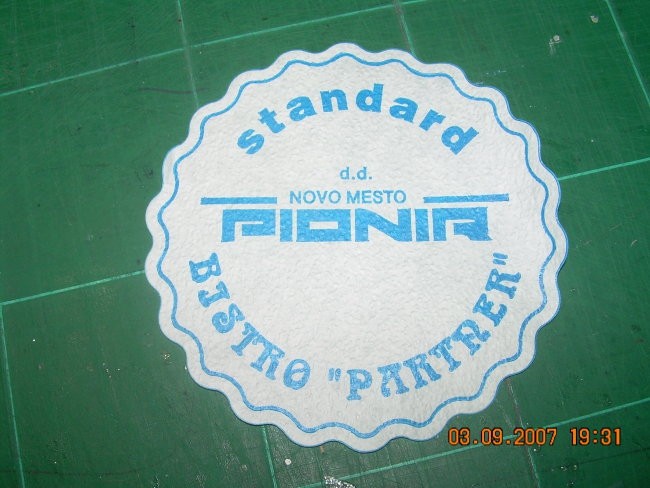 standard
d.d.
NOVO MESTO
PIONIR
BISTRO "PARTNER"
03.09.2007 19:31